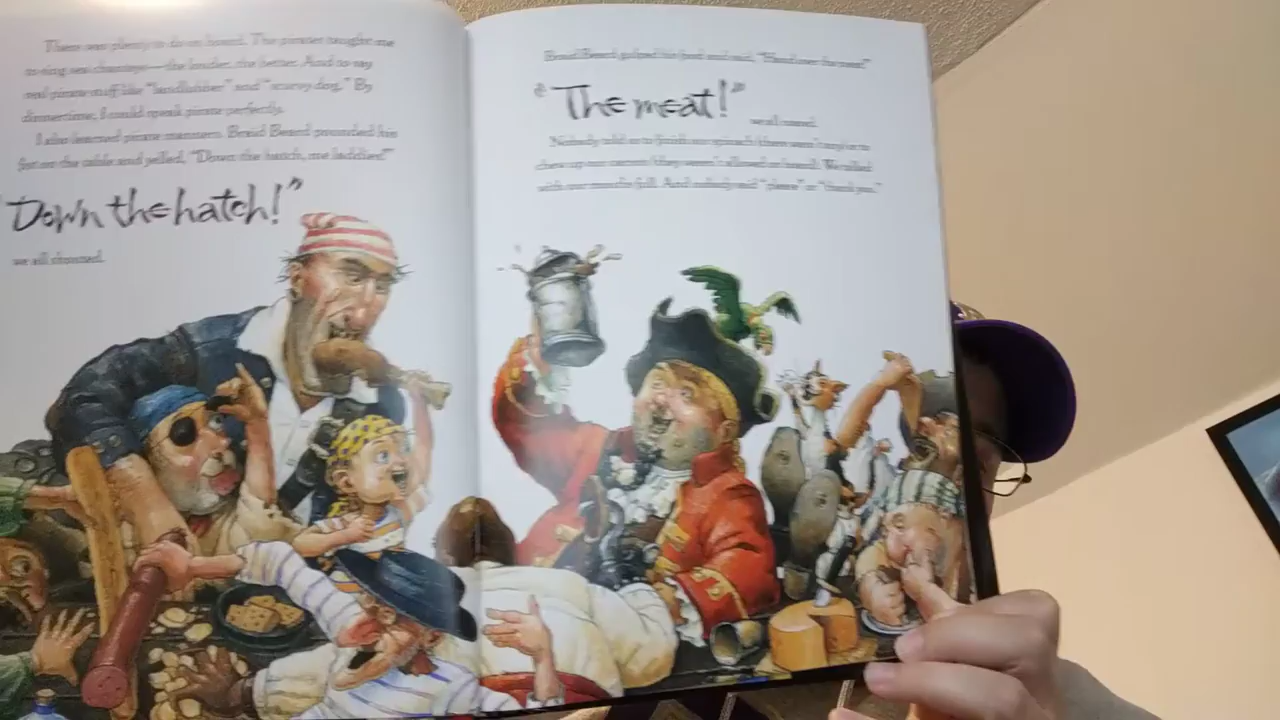 There was plenty to do on board. The pirates taught me
to sing sea chanteys—the louder, the better. And to say
real pirate stuff like "landlubber" and "scurvy dog." By
dinnertime, I could speak pirate perfectly.
I also learned pirate manners. Braid Beard pounded his
fist on the table and yelled, "Down the hatch, me laddies!"
"Down the hatch!"
we all shouted.
Braid Beard gulped his food and said, "Hand over the meat!"
"The meat!"
we all roared.
Nobody told us to finish our spinach (there wasn't any) or to
chew up our carrots (they weren't allowed on board). We talked
with our mouths full. And nobody said "please" or "thank you."